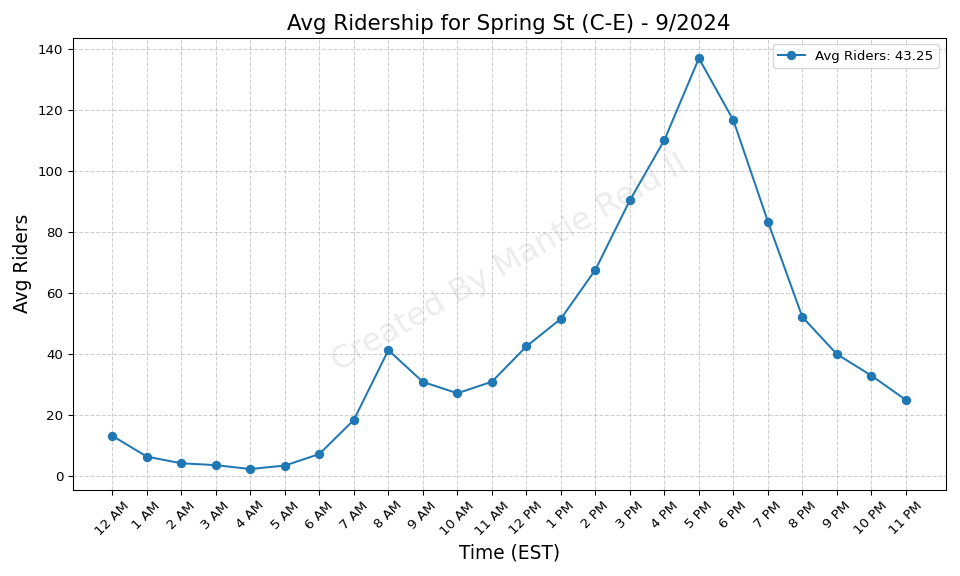 Avg Ridership for Spring St (C-E) - 9/2024
Avg Riders: 43.25
140
120
100
80
60
40
20
0
Avg Riders
Created By Mantle Reid II
12 AM
1 AM
2 AM
3 AM
4 AM
5 AM
6 AM
7 AM
8 AM
9 AM
10 AM
11 AM
12 PM
1 PM
2 PM
3 PM
4 PM
5 PM
6 PM
7 PM
8 PM
9 PM
10 PM
11 PM
Time (EST)